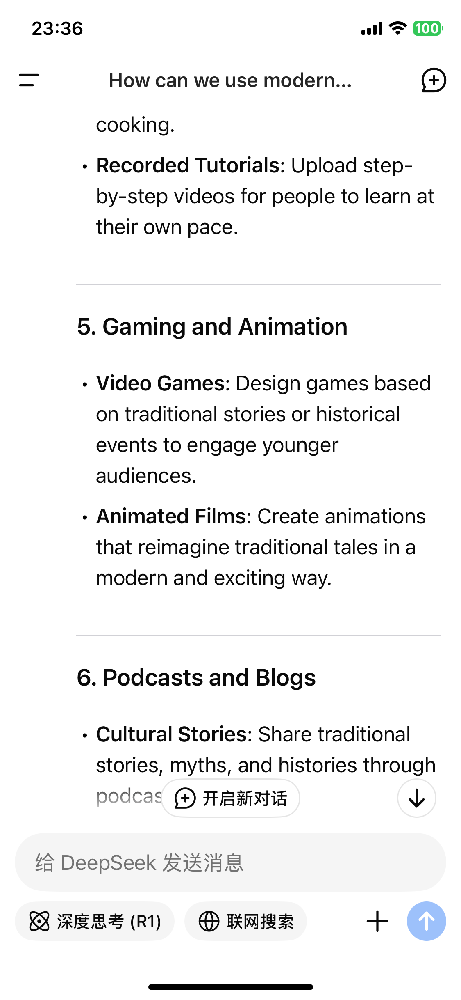 23:36
100
How can we use modern...
cooking.
• Recorded Tutorials: Upload step-
by-step videos for people to learn at
their own pace.
5. Gaming and Animation
• Video Games: Design games based
on traditional stories or historical
events to engage younger
audiences.
• Animated Films: Create animations
that reimagine traditional tales in a
modern and exciting way.
6. Podcasts and Blogs
• Cultural Stories: Share traditional
stories, myths, and histories through
podcas
开启新对话
给 DeepSeek 发送消息
深度思考 (R1)
联网搜索